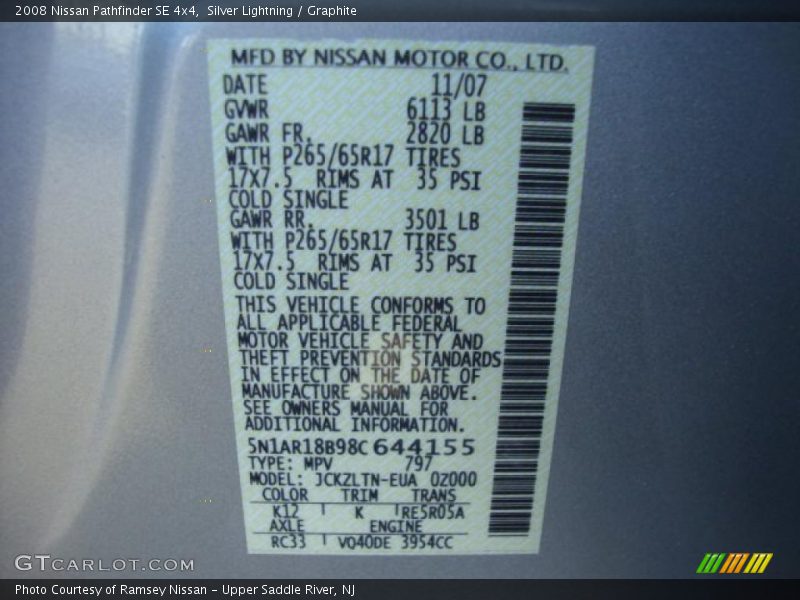 2008 Nissan Pathfinder SE 4x4,  Silver Lightning / Graphite
MFD BY NISSAN MOTOR CO., LTD.
DATE 11/07
GVWR 6113 LB
GAWR FR. 2820 LB
WITH P265/65R17 TIRES
17X7.5 RIMS AT 35 PSI
COLD SINGLE
GAWR RR. 3501 LB
WITH P265/65R17 TIRES
17X7.5 RIMS AT 35 PSI
COLD SINGLE
THIS VEHICLE CONFORMS TO
ALL APPLICABLE FEDERAL
MOTOR VEHICLE SAFETY AND
THEFT PREVENTION STANDARDS
IN EFFECT ON THE DATE OF
MANUFACTURE SHOWN ABOVE.
SEE OWNERS MANUAL FOR
ADDITIONAL INFORMATION.
5N1AR18B98C644155
TYPE: MPV 797
MODEL: JCKZLTN-EUA 0Z000
COLOR TRIM TRANS
K12 K RE5R05A
AXLE ENGINE
RC33 VQ40DE 3954CC
GTCARLOT.COM
Photo Courtesy of Ramsey Nissan - Upper Saddle River, NJ